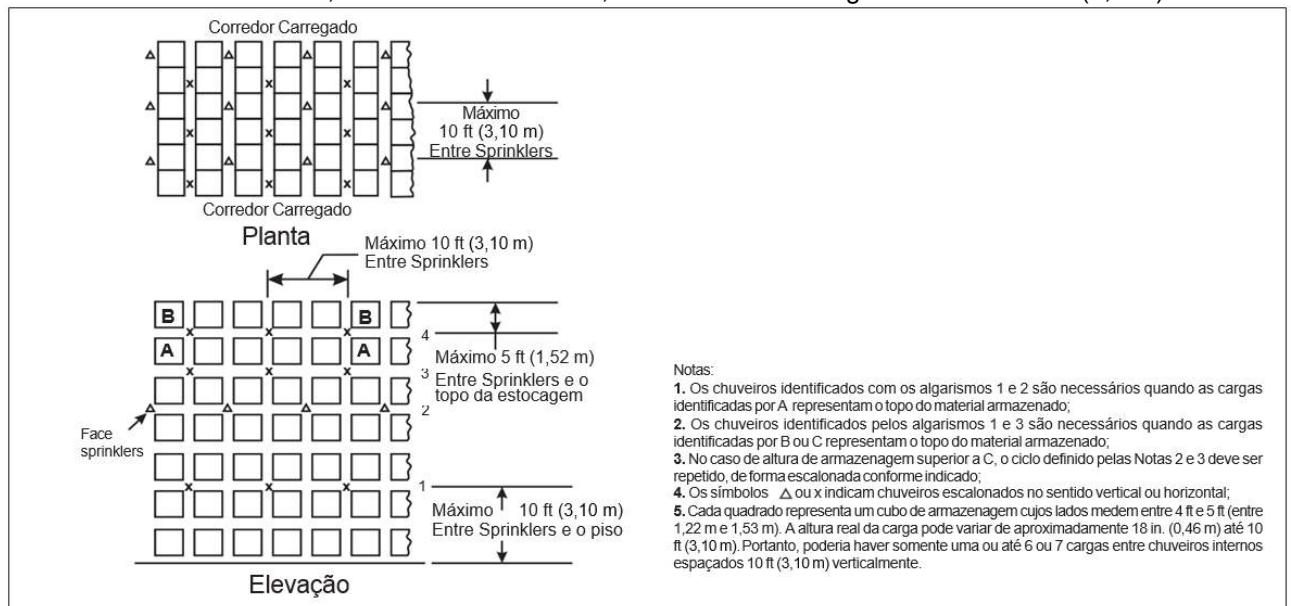 Corredor Carregado
Máximo
10 ft (3,10 m)
Entre Sprinklers
Corredor Carregado
Planta
Máximo 10 ft (3,10 m)
Entre Sprinklers
B
B
4
A
A
Máximo 5 ft (1,52 m)
3
Entre Sprinklers e o
topo da estocagem
2
Face
sprinklers
1
Máximo 10 ft (3,10 m)
Entre Sprinklers e o piso
Elevação
Notas:
1. Os chuveiros identificados com os algarismos 1 e 2 são necessários quando as cargas
identificadas por A representam o topo do material armazenado;
2. Os chuveiros identificados pelos algarismos 1 e 3 são necessários quando as cargas
identificadas por B ou C representam o topo do material armazenado;
3. No caso de altura de armazenagem superior a C, o ciclo definido pelas Notas 2 e 3 deve ser
repetido, de forma escalonada conforme indicado;
4. Os símbolos △ ou x indicam chuveiros escalonados no sentido vertical ou horizontal;
5. Cada quadrado representa um cubo de armazenagem cujos lados medem entre 4 ft e 5 ft (entre
1,22 m e 1,53 m). A altura real da carga pode variar de aproximadamente 18 in. (0,46 m) até 10
ft (3,10 m). Portanto, poderia haver somente uma ou até 6 ou 7 cargas entre chuveiros internos
espaçados 10 ft (3,10 m) verticalmente.